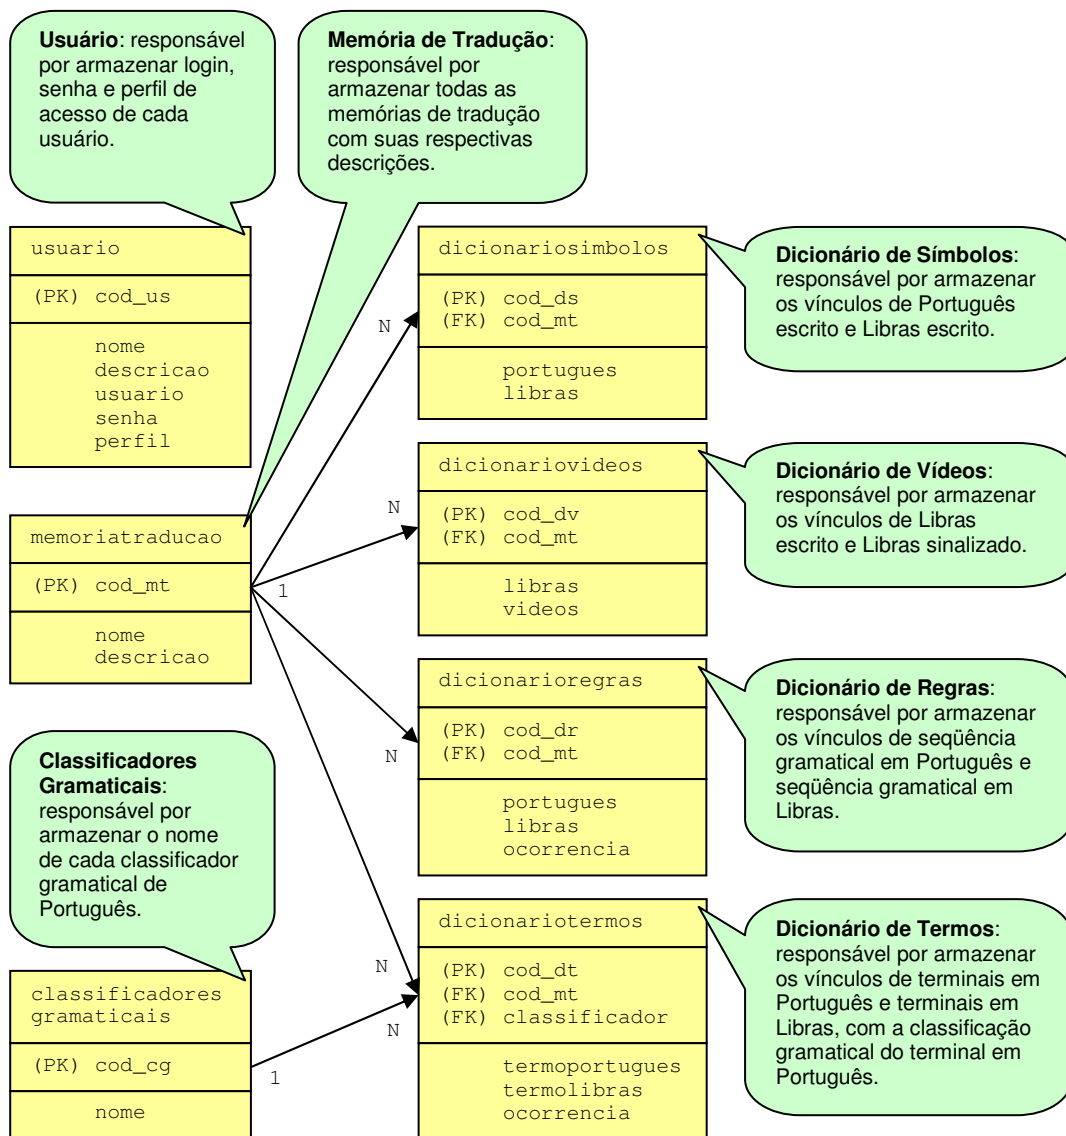 Usuário: responsável
por armazenar login,
senha e perfil de
acesso de cada
usuário.
Memória de Tradução:
responsável por
armazenar todas as
memórias de tradução
com suas respectivas
descrições.
usuario
(PK) cod_us
nome
descricao
usuario
senha
perfil
dicionariosimbolos
(PK) cod_ds
(FK) cod_mt
portugues
libras
Dicionário de Símbolos:
responsável por armazenar
os vínculos de Português
escrito e Libras escrito.
N
dicionariovideos
(PK) cod_dv
(FK) cod_mt
libras
videos
Dicionário de Vídeos:
responsável por armazenar
os vínculos de Libras
escrito e Libras sinalizado.
N
memoriatraducao
(PK) cod_mt
nome
descricao
1
dicionarioregras
(PK) cod_dr
(FK) cod_mt
portugues
libras
ocorrencia
Dicionário de Regras:
responsável por armazenar
os vínculos de seqüência
gramatical em Português e
seqüência gramatical em
Libras.
N
Classificadores
Gramaticais:
responsável por
armazenar o nome
de cada classificador
gramatical de
Português.
dicionariotermos
(PK) cod_dt
(FK) cod_mt
(FK) classificador
termoportugues
termolibras
ocorrencia
Dicionário de Termos:
responsável por armazenar
os vínculos de terminais em
Português e terminais em
Libras, com a classificação
gramatical do terminal em
Português.
N
N
classificadores
gramaticais
(PK) cod_cg
nome
1